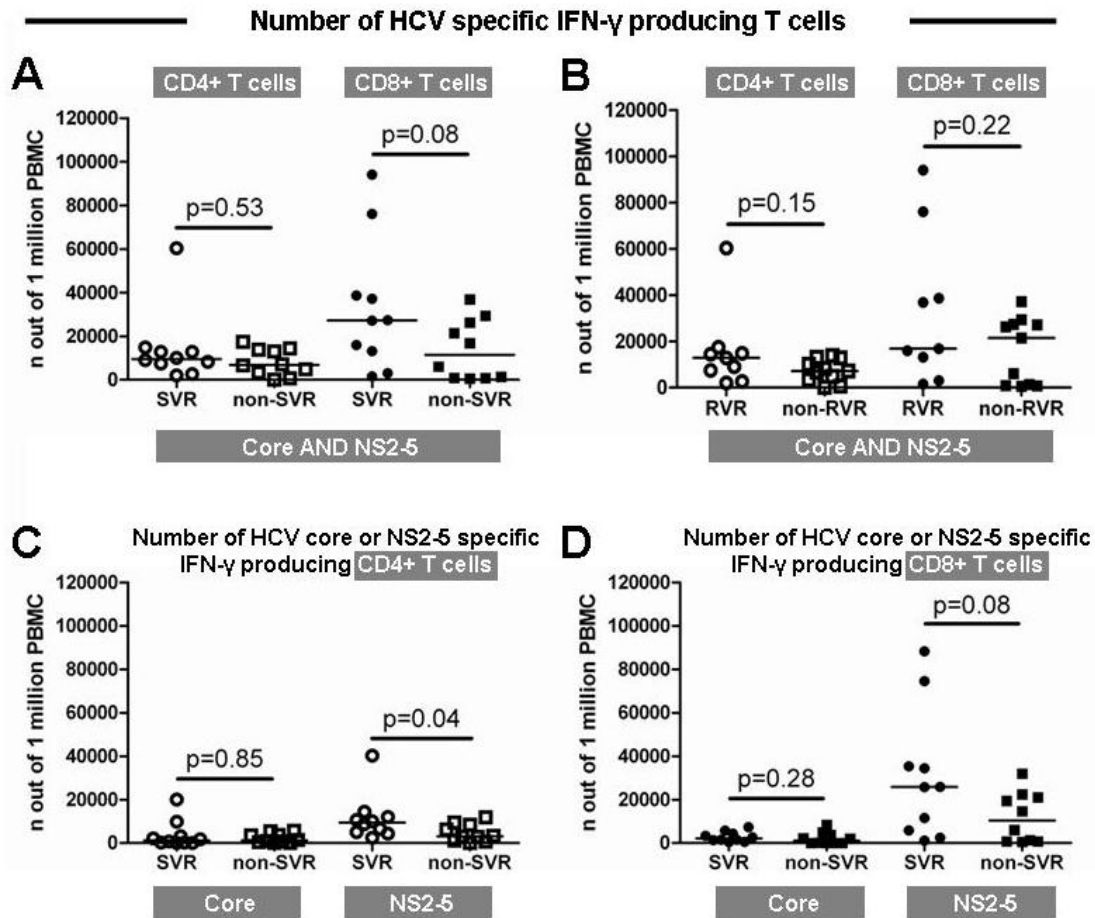 Number of HCV specific IFN-γ producing T cells
A
CD4+ T cells CD8+ T cells
n out of 1 million PBMC
120000
100000
80000
60000
40000
20000
0
p=0.53
p=0.08
SVR non-SVR SVR non-SVR
Core AND NS2-5
B
CD4+ T cells CD8+ T cells
n out of 1 million PBMC
120000
100000
80000
60000
40000
20000
0
p=0.15
p=0.22
RVR non-RVR RVR non-RVR
Core AND NS2-5
C
Number of HCV core or NS2-5 specific
IFN-γ producing CD4+ T cells
n out of 1 million PBMC
120000
100000
80000
60000
40000
20000
0
p=0.85
p=0.04
SVR non-SVR SVR non-SVR
Core NS2-5
D
Number of HCV core or NS2-5 specific
IFN-γ producing CD8+ T cells
n out of 1 million PBMC
120000
100000
80000
60000
40000
20000
0
p=0.28
p=0.08
SVR non-SVR SVR non-SVR
Core NS2-5